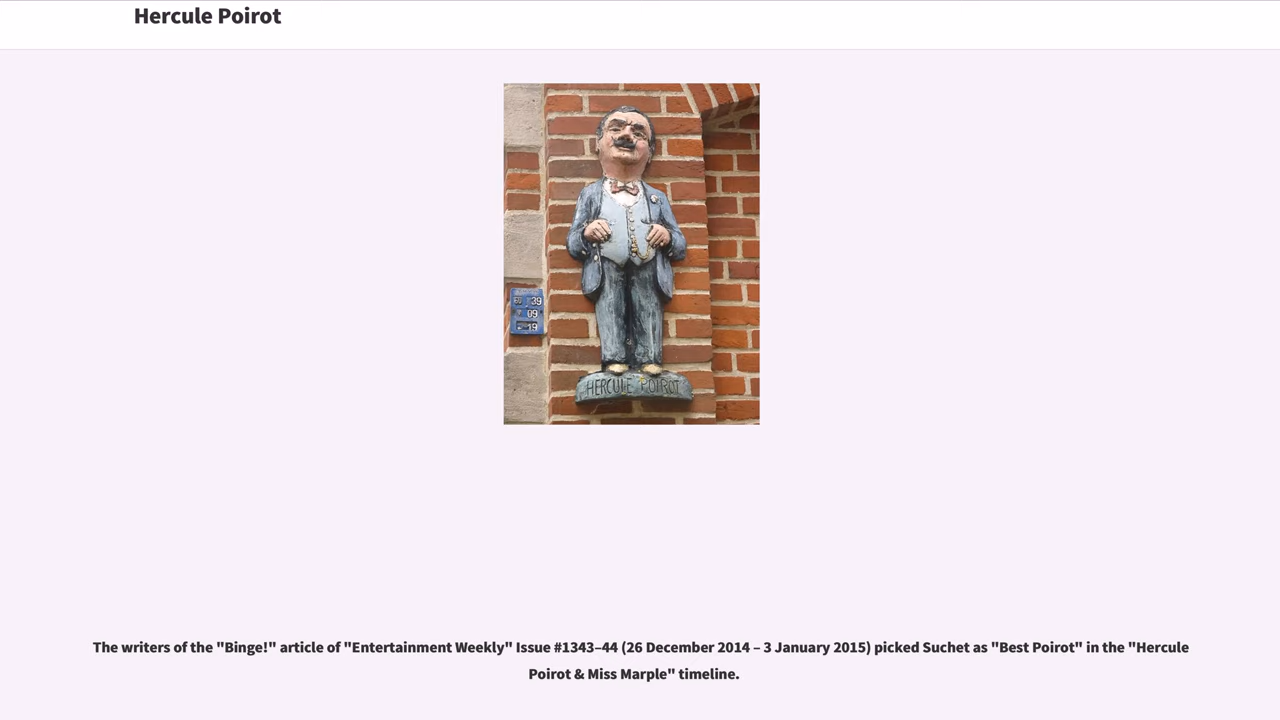 Hercule Poirot
39
09
19
HERCULE POIROT
The writers of the "Binge!" article of "Entertainment Weekly" Issue #1343–44 (26 December 2014 – 3 January 2015) picked Suchet as "Best Poirot" in the "Hercule
Poirot & Miss Marple" timeline.